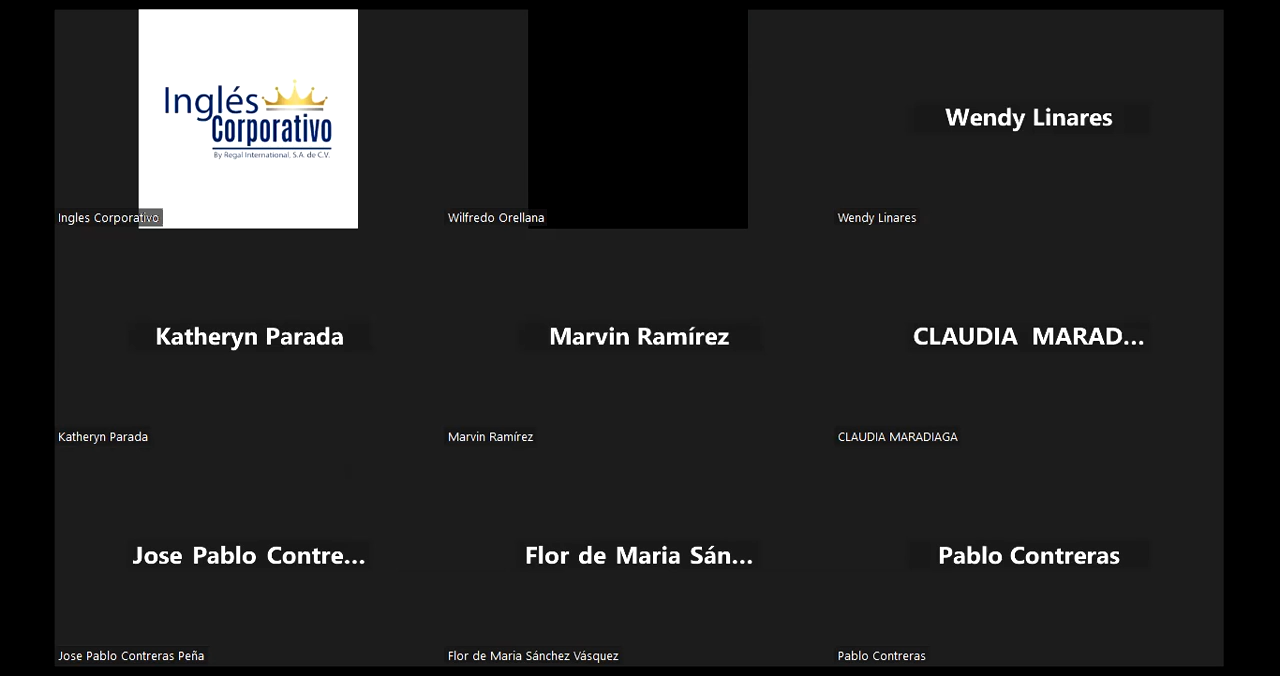 Inglés
Corporativo
By Regal International, S.A. de C.V.
Ingles Corporativo
Wilfredo Orellana
Wendy Linares
Wendy Linares
Katheryn Parada
Katheryn Parada
Marvin Ramírez
Marvin Ramírez
CLAUDIA MARAD...
CLAUDIA MARADIAGA
Jose Pablo Contre...
Jose Pablo Contreras Peña
Flor de Maria Sán...
Flor de Maria Sánchez Vásquez
Pablo Contreras
Pablo Contreras